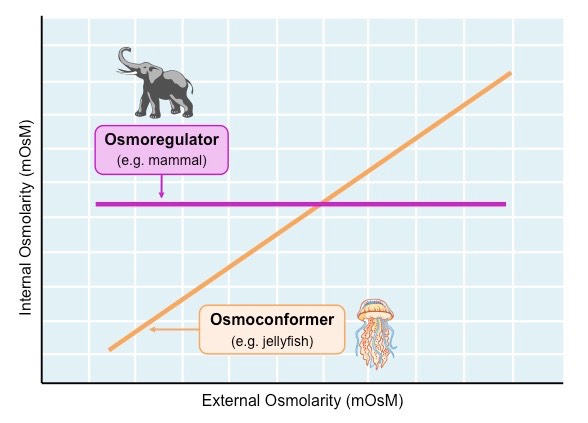 Osmoregulator
(e.g. mammal)
Internal Osmolarity (mOsM)
Osmoconformer
(e.g. jellyfish)
External Osmolarity (mOsM)